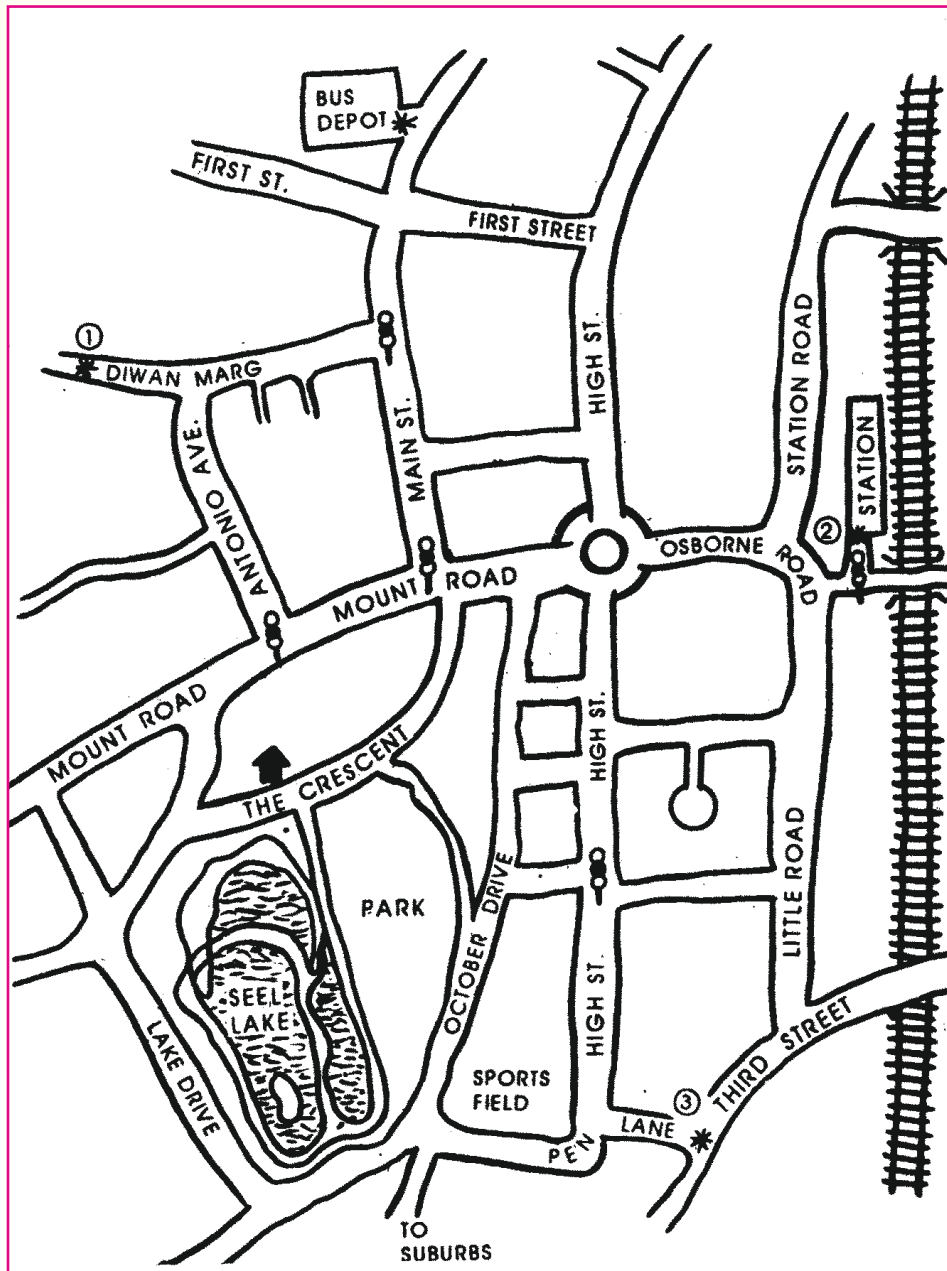 BUS
DEPOT
FIRST ST.
FIRST STREET
1
DIWAN MARG
HIGH ST.
STATION ROAD
ANTONIO AVE.
MAIN ST.
STATION
2
OSBORNE
ROAD
MOUNT ROAD
MOUNT ROAD
THE CRESCENT
HIGH ST.
PARK
OCTOBER DRIVE
LITTLE ROAD
SEEL
LAKE
HIGH ST.
LAKE DRIVE
SPORTS
FIELD
THIRD STREET
3
PEN LANE
TO
SUBURBS